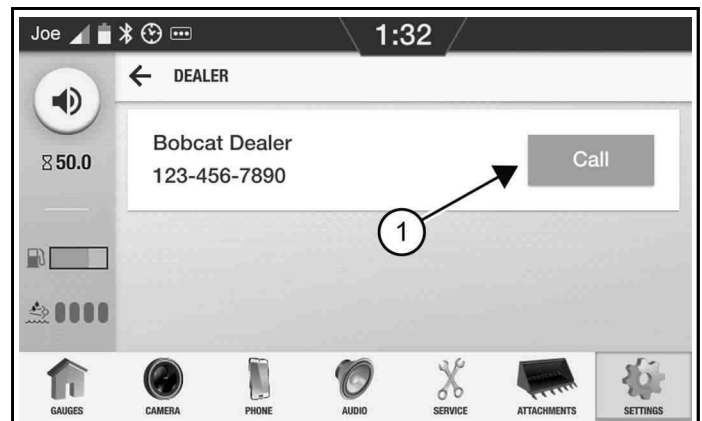 Joe 1:32
← DEALER
Bobcat Dealer
123-456-7890
Call
50.0
1
GAUGES CAMERA PHONE AUDIO SERVICE ATTACHMENTS SETTINGS